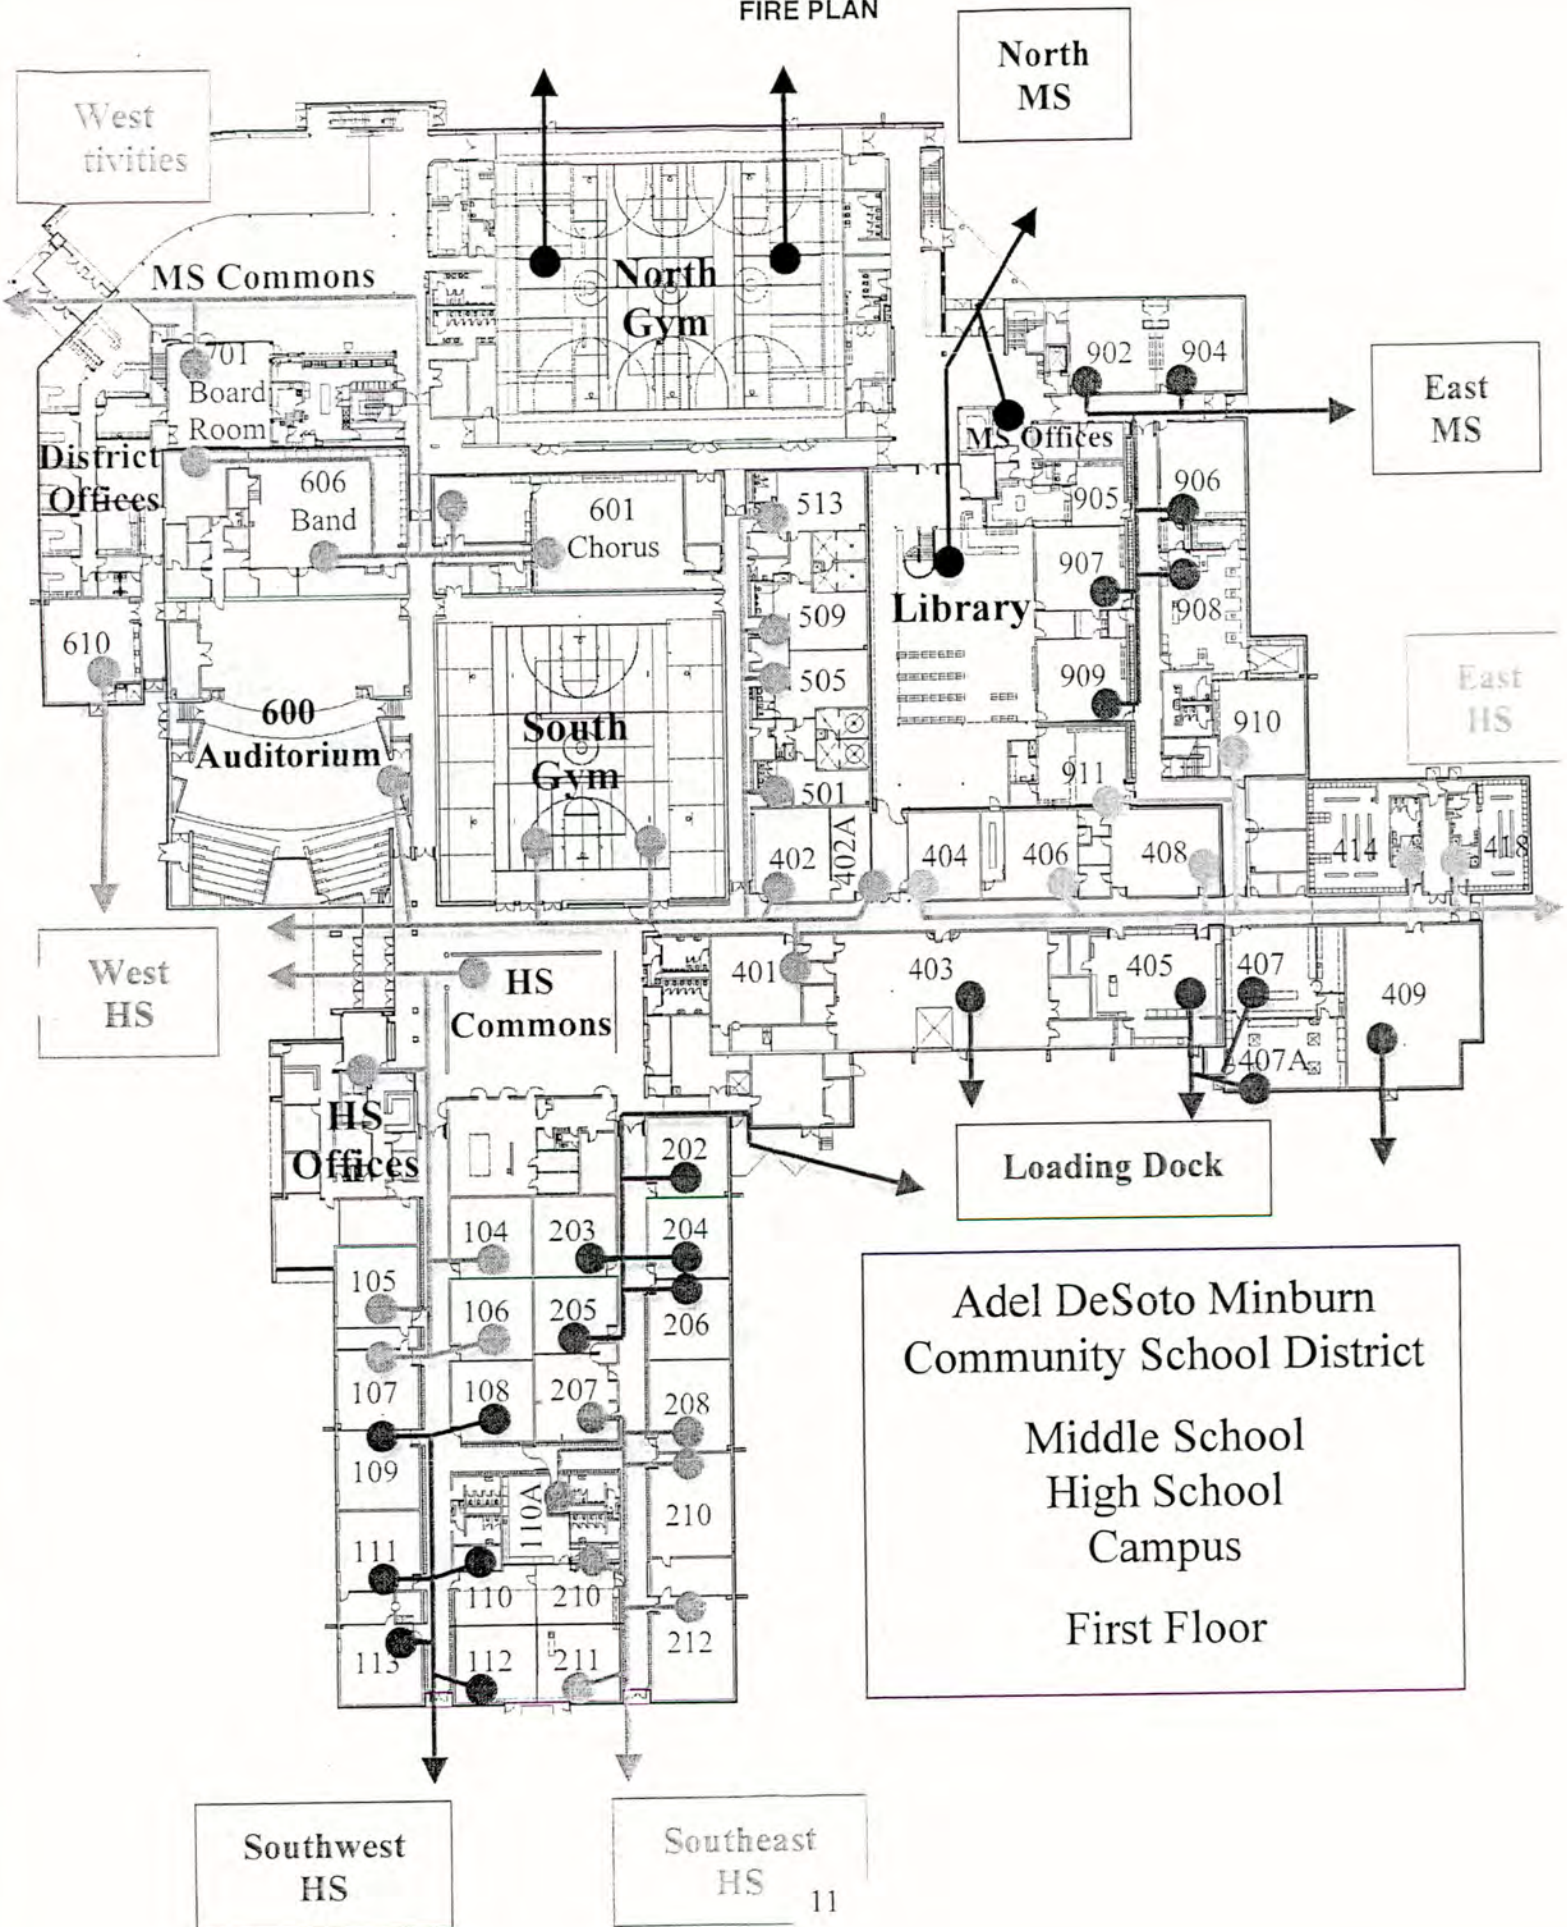 FIRE PLAN
North
MS
West
tivities
MS Commons
North
Gym
701
Board
Room
902
904
East
MS
MS Offices
District
Offices
606
Band
601
Chorus
513
905
906
907
908
Library
509
610
505
909
910
East
HS
600
Auditorium
South
Gym
501
911
402
402A
404
406
408
414
418
West
HS
HS
Commons
401
403
405
407
409
407A
HS
Offices
202
Loading Dock
104
203
204
105
106
205
206
107
108
207
208
109
110A
210
111
110
210
113
112
211
212
Adel DeSoto Minburn
Community School District
Middle School
High School
Campus
First Floor
Southwest
HS
Southeast
HS
11